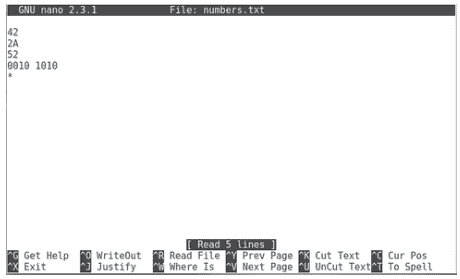 GNU nano 2.3.1 File: numbers.txt
42
2A
52
0010 1010
*
[ Read 5 lines ]
^G Get Help ^O WriteOut ^R Read File ^Y Prev Page ^K Cut Text ^C Cur Pos
^X Exit ^J Justify ^W Where Is ^V Next Page ^U UnCut Text ^T To Spell